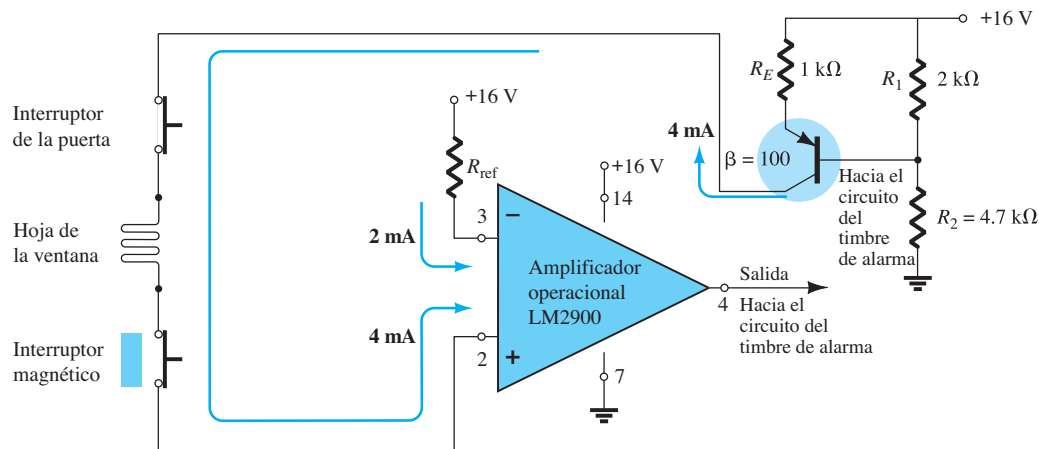 +16 V
R_E
1 kΩ
R_1
2 kΩ
Interruptor
de la puerta
+16 V
R_ref
4 mA
β = 100
+16 V
14
Hacia el
circuito
del
timbre
de alarma
R_2 = 4.7 kΩ
Hoja de
la ventana
2 mA
3
−
Amplificador
operacional
LM2900
Salida
4
Hacia el
circuito del
timbre de alarma
Interruptor
magnético
4 mA
2
+
7